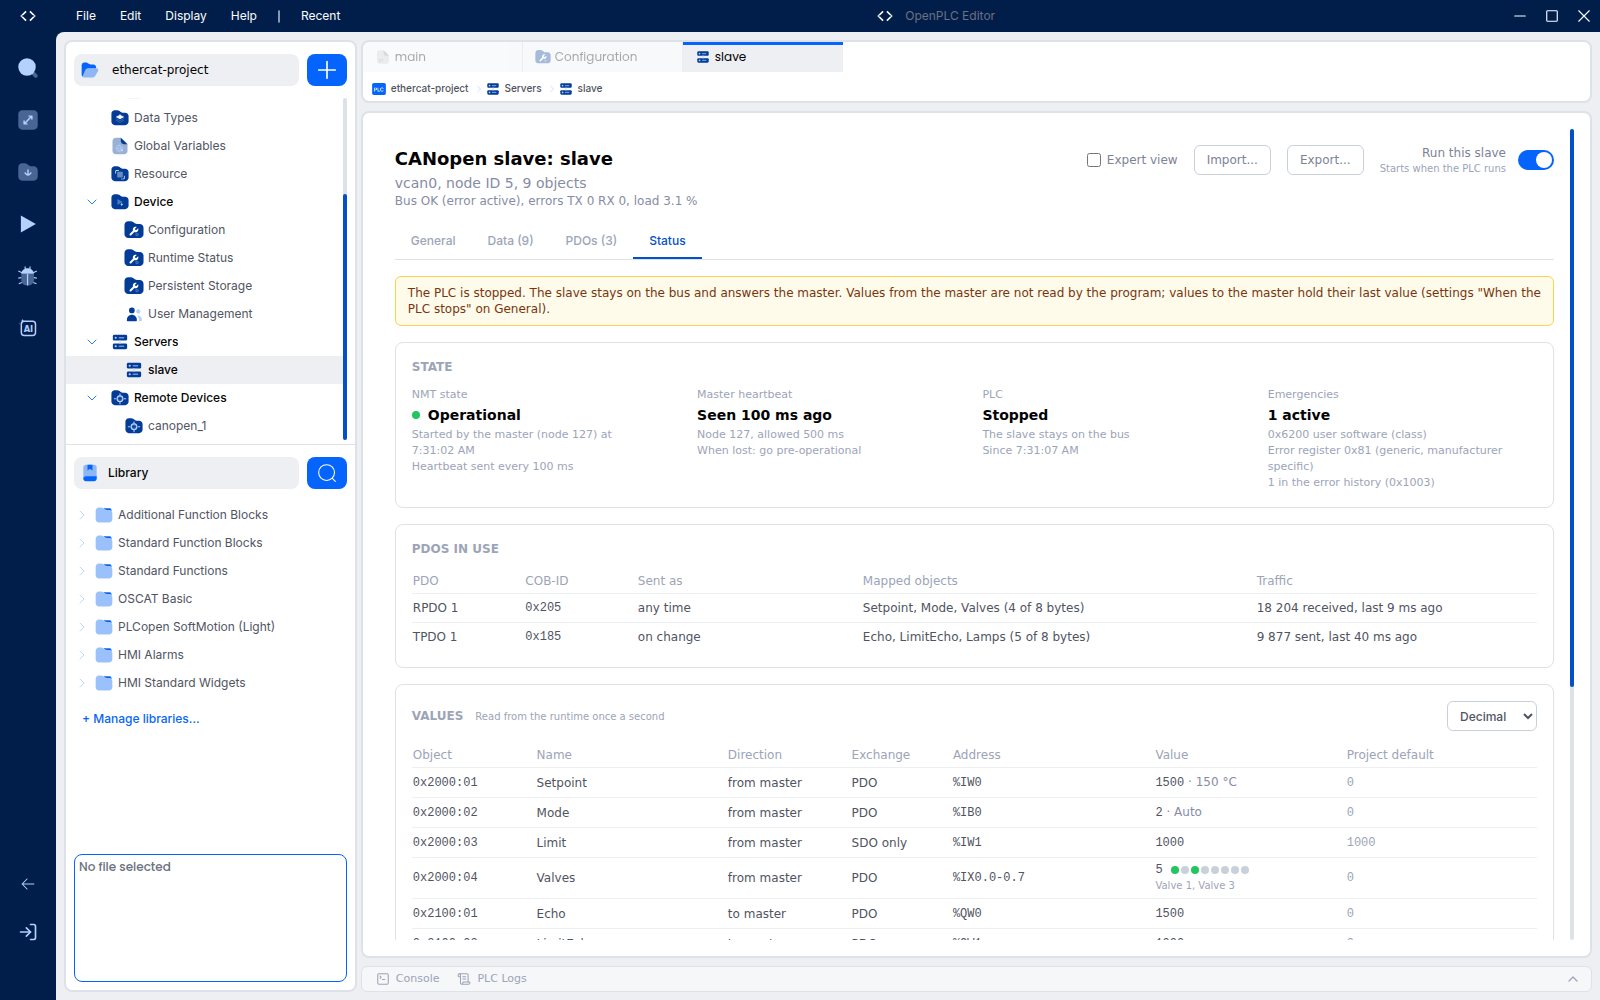 File Edit Display Help | Recent
OpenPLC Editor
ethercat-project
Data Types
Global Variables
Resource
Device
Configuration
Runtime Status
Persistent Storage
User Management
Servers
slave
Remote Devices
canopen_1
Library
Additional Function Blocks
Standard Function Blocks
Standard Functions
OSCAT Basic
PLCopen SoftMotion (Light)
HMI Alarms
HMI Standard Widgets
+ Manage libraries...
No file selected
AI
main Configuration slave
PLC ethercat-project Servers slave
CANopen slave: slave
vcan0, node ID 5, 9 objects
Bus OK (error active), errors TX 0 RX 0, load 3.1 %
Expert view Import... Export... Run this slave
Starts when the PLC runs
General Data (9) PDOs (3) Status
The PLC is stopped. The slave stays on the bus and answers the master. Values from the master are not read by the program; values to the master hold their last value (settings "When the
PLC stops" on General).
STATE
NMT state
Operational
Started by the master (node 127) at
7:31:02 AM
Heartbeat sent every 100 ms
Master heartbeat
Seen 100 ms ago
Node 127, allowed 500 ms
When lost: go pre-operational
PLC
Stopped
The slave stays on the bus
Since 7:31:07 AM
Emergencies
1 active
0x6200 user software (class)
Error register 0x81 (generic, manufacturer
specific)
1 in the error history (0x1003)
PDOS IN USE
PDO COB-ID Sent as Mapped objects Traffic
RPDO 1 0x205 any time Setpoint, Mode, Valves (4 of 8 bytes) 18 204 received, last 9 ms ago
TPDO 1 0x185 on change Echo, LimitEcho, Lamps (5 of 8 bytes) 9 877 sent, last 40 ms ago
VALUES Read from the runtime once a second Decimal
Object Name Direction Exchange Address Value Project default
0x2000:01 Setpoint from master PDO %IW0 1500 · 150 °C 0
0x2000:02 Mode from master PDO %IB0 2 · Auto 0
0x2000:03 Limit from master SDO only %IW1 1000 1000
0x2000:04 Valves from master PDO %IX0.0-0.7 5 0
Valve 1, Valve 3
0x2100:01 Echo to master PDO %QW0 1500 0
Console PLC Logs